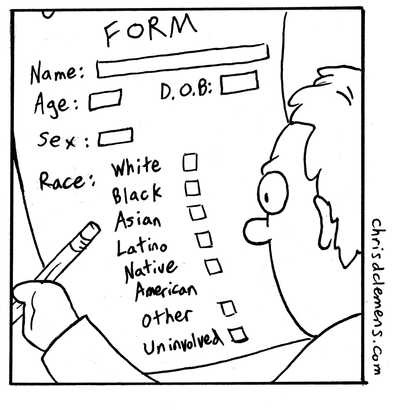 FORM
Name:
Age: D.O.B:
Sex:
Race: White
Black
Asian
Latino
Native
American
Other
Uninvolved
chrisdclemens.com